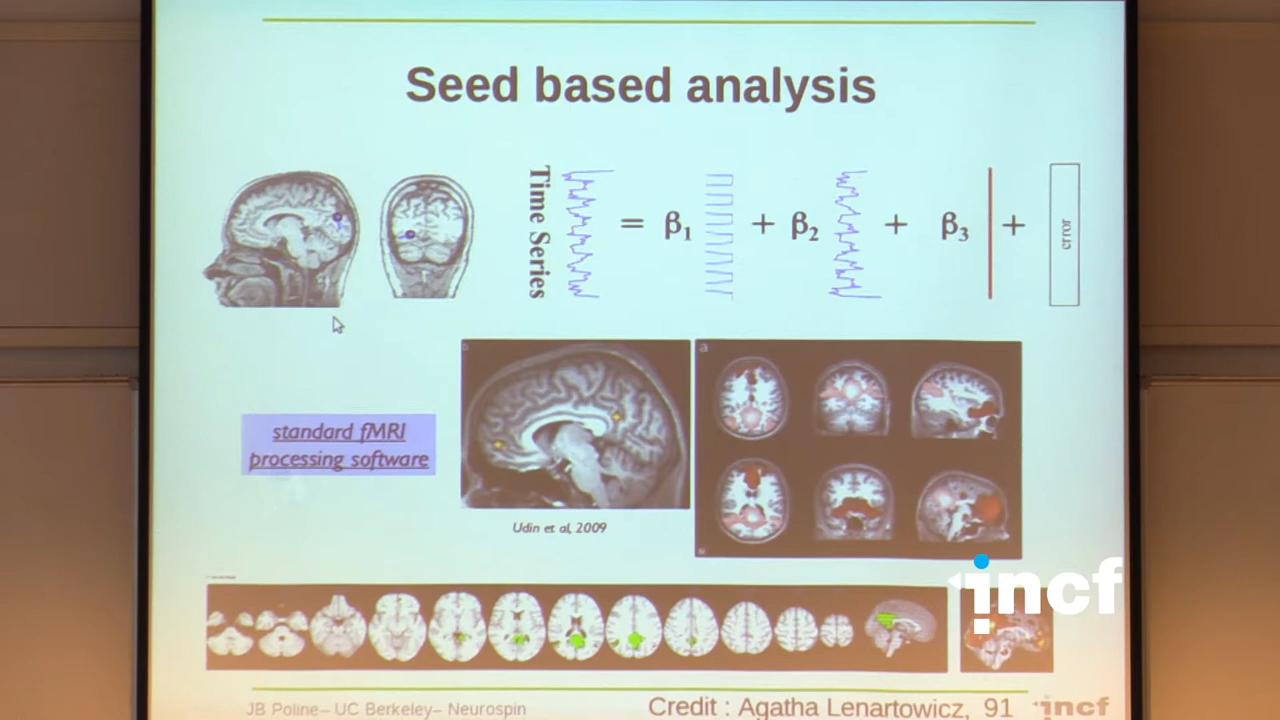 Seed based analysis
Time Series
= β1 + β2 + β3 + error
standard fMRI
processing software
Udin et al, 2009
a
JB Poline– UC Berkeley– Neurospin
Credit : Agatha Lenartowicz, 91
incf
incf